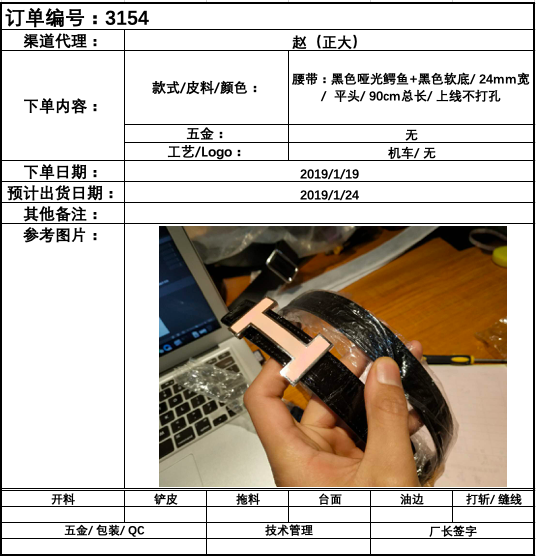 订单编号：3154
渠道代理：
赵（正大）
下单内容：
款式/皮料/颜色：
腰带：黑色哑光鳄鱼+黑色软底/ 24mm宽
/ 平头/ 90cm总长/ 上线不打孔
五金：
无
工艺/Logo：
机车/ 无
下单日期：
2019/1/19
预计出货日期：
2019/1/24
其他备注：
参考图片：
开料 铲皮 拖料 台面 油边 打斩/ 缝线
五金/ 包装/ QC 技术管理 厂长签字